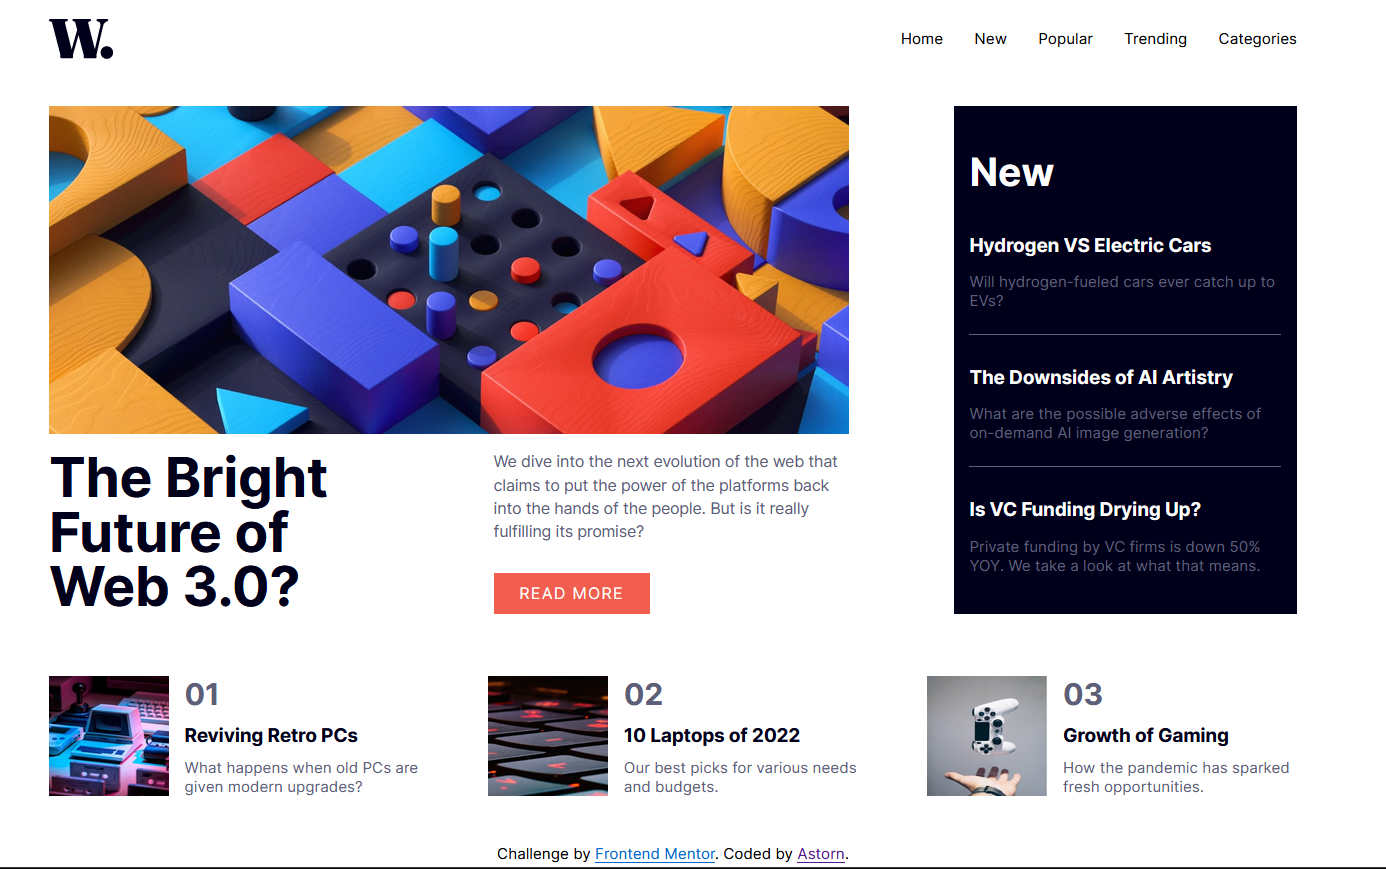 W.
Home New Popular Trending Categories
The Bright
Future of
Web 3.0?
We dive into the next evolution of the web that
claims to put the power of the platforms back
into the hands of the people. But is it really
fulfilling its promise?
READ MORE
New
Hydrogen VS Electric Cars
Will hydrogen-fueled cars ever catch up to
EVs?
The Downsides of AI Artistry
What are the possible adverse effects of
on-demand AI image generation?
Is VC Funding Drying Up?
Private funding by VC firms is down 50%
YOY. We take a look at what that means.
01
Reviving Retro PCs
What happens when old PCs are
given modern upgrades?
02
10 Laptops of 2022
Our best picks for various needs
and budgets.
03
Growth of Gaming
How the pandemic has sparked
fresh opportunities.
Challenge by Frontend Mentor. Coded by Astorn.